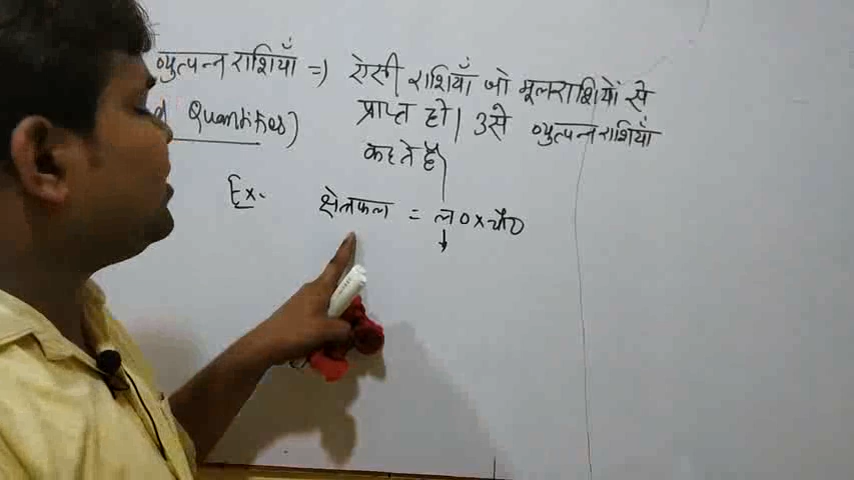 व्युत्पन्न राशियाँ => ऐसी राशियाँ जो मूलराशियों से
Quantities) प्राप्त हो। उसे व्युत्पन्न राशियाँ
कहते हैं
Ex. क्षेत्रफल = ल० x चौ०